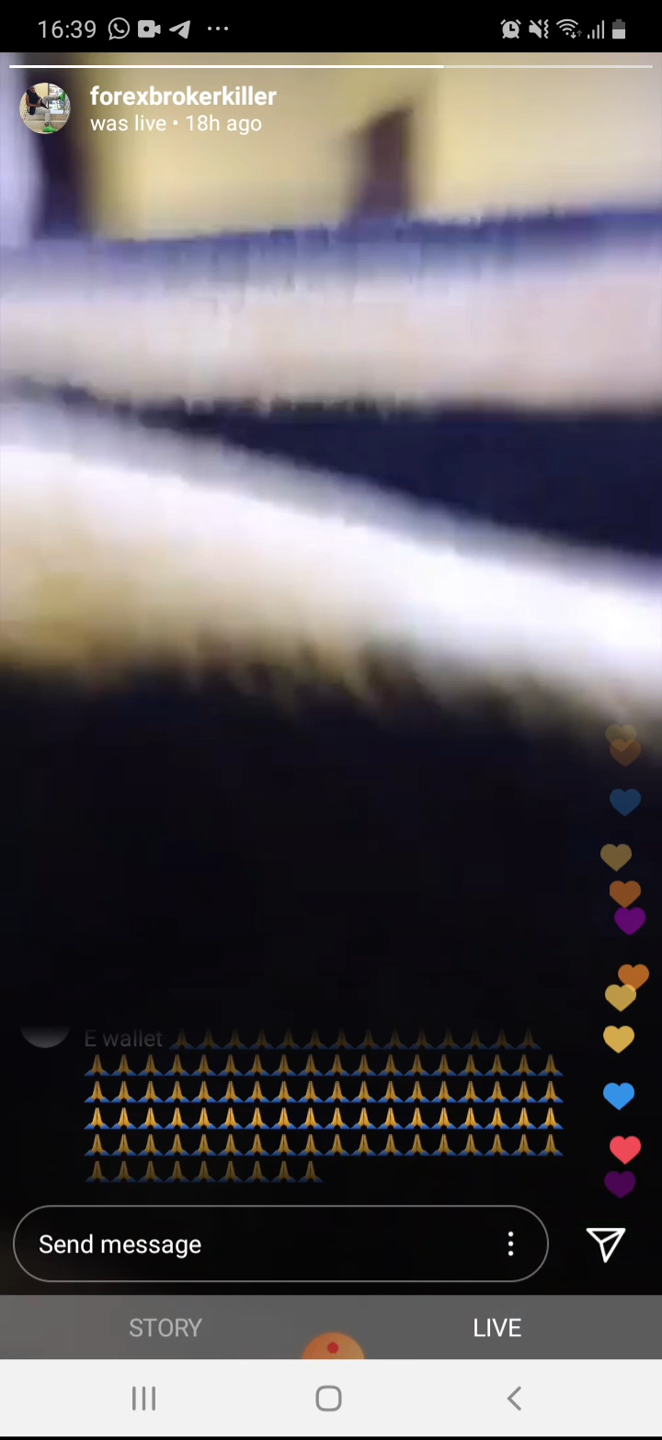 16:39
forexbrokerkiller
was live • 18h ago
E wallet 🙏🙏🙏🙏🙏🙏🙏🙏🙏🙏🙏🙏🙏🙏
🙏🙏🙏🙏🙏🙏🙏🙏🙏🙏🙏🙏🙏🙏🙏🙏🙏🙏
🙏🙏🙏🙏🙏🙏🙏🙏🙏🙏🙏🙏🙏🙏🙏🙏🙏🙏
🙏🙏🙏🙏🙏🙏🙏🙏🙏🙏🙏🙏🙏🙏🙏🙏🙏🙏
🙏🙏🙏🙏🙏🙏🙏🙏🙏🙏🙏🙏🙏🙏🙏🙏🙏🙏
🙏🙏🙏🙏🙏🙏🙏🙏🙏
Send message
STORY LIVE